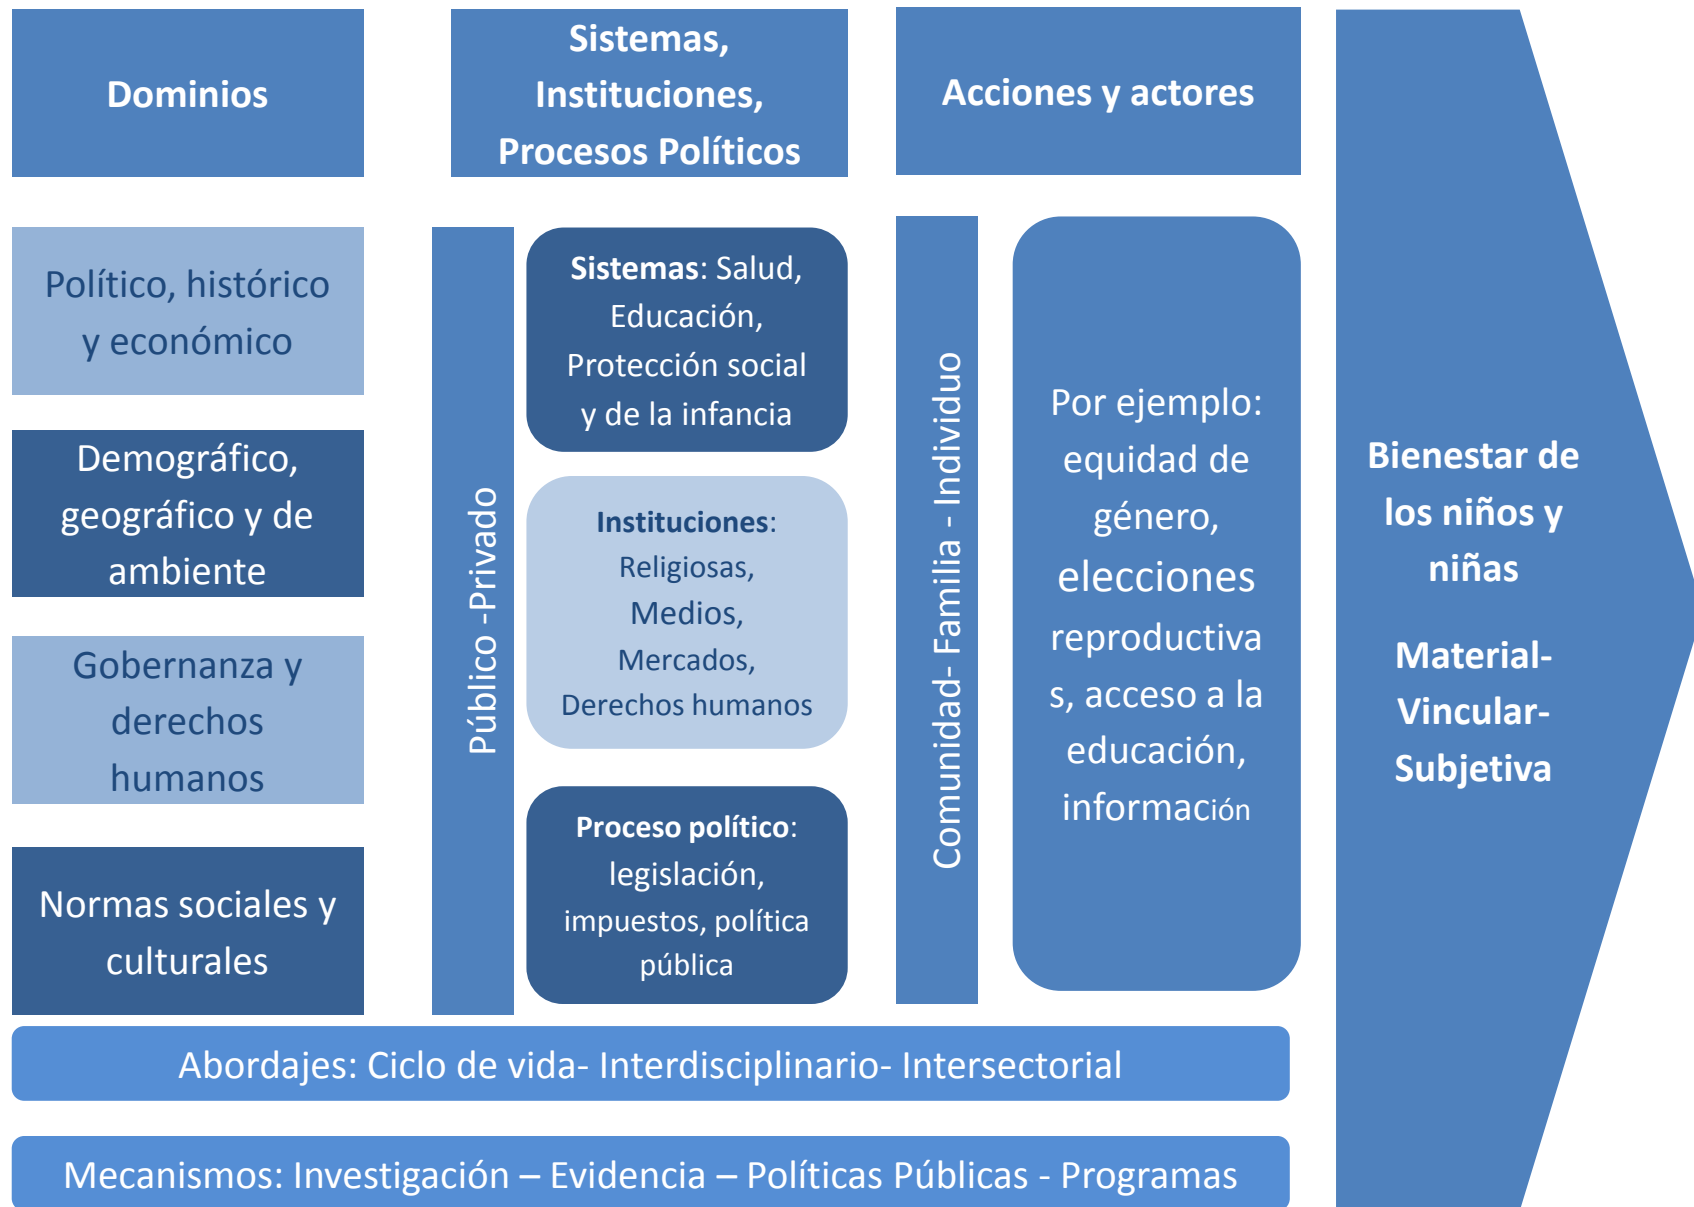 Dominios
Sistemas,
Instituciones,
Procesos Políticos
Acciones y actores
Político, histórico
y económico
Demográfico,
geográfico y de
ambiente
Gobernanza y
derechos
humanos
Normas sociales y
culturales
Público -Privado
Sistemas: Salud,
Educación,
Protección social
y de la infancia
Instituciones:
Religiosas,
Medios,
Mercados,
Derechos humanos
Proceso político:
legislación,
impuestos, política
pública
Comunidad- Familia - Individuo
Por ejemplo:
equidad de
género,
elecciones
reproductiva
s, acceso a la
educación,
información
Bienestar de
los niños y
niñas
Material-
Vincular-
Subjetiva
Abordajes: Ciclo de vida- Interdisciplinario- Intersectorial
Mecanismos: Investigación – Evidencia – Políticas Públicas - Programas